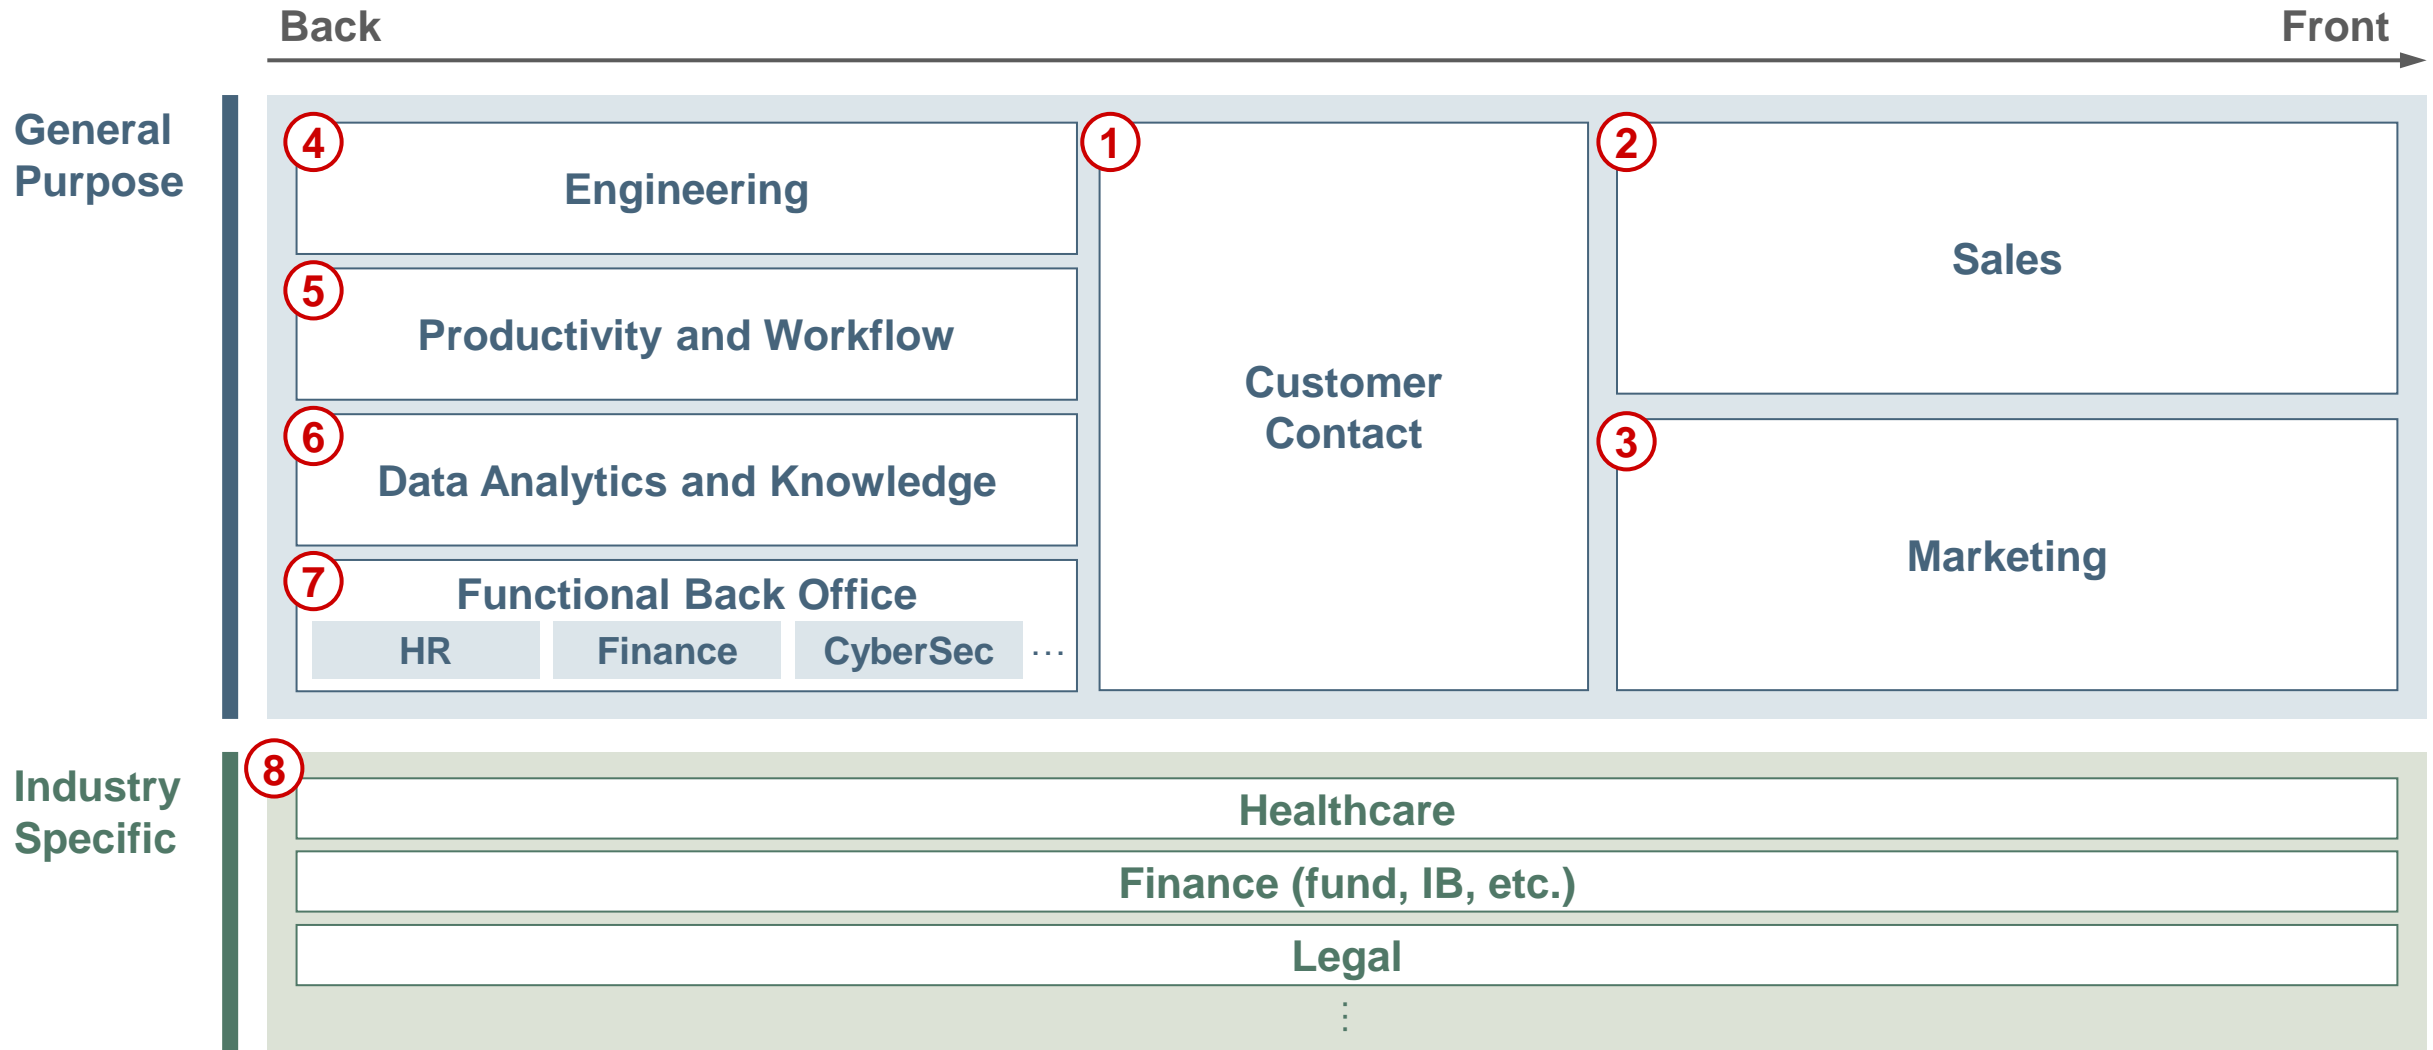 Back
Front
General
Purpose
4
Engineering
5
Productivity and Workflow
6
Data Analytics and Knowledge
7
Functional Back Office
HR
Finance
CyberSec
...
1
Customer
Contact
2
Sales
3
Marketing
Industry
Specific
8
Healthcare
Finance (fund, IB, etc.)
Legal
...